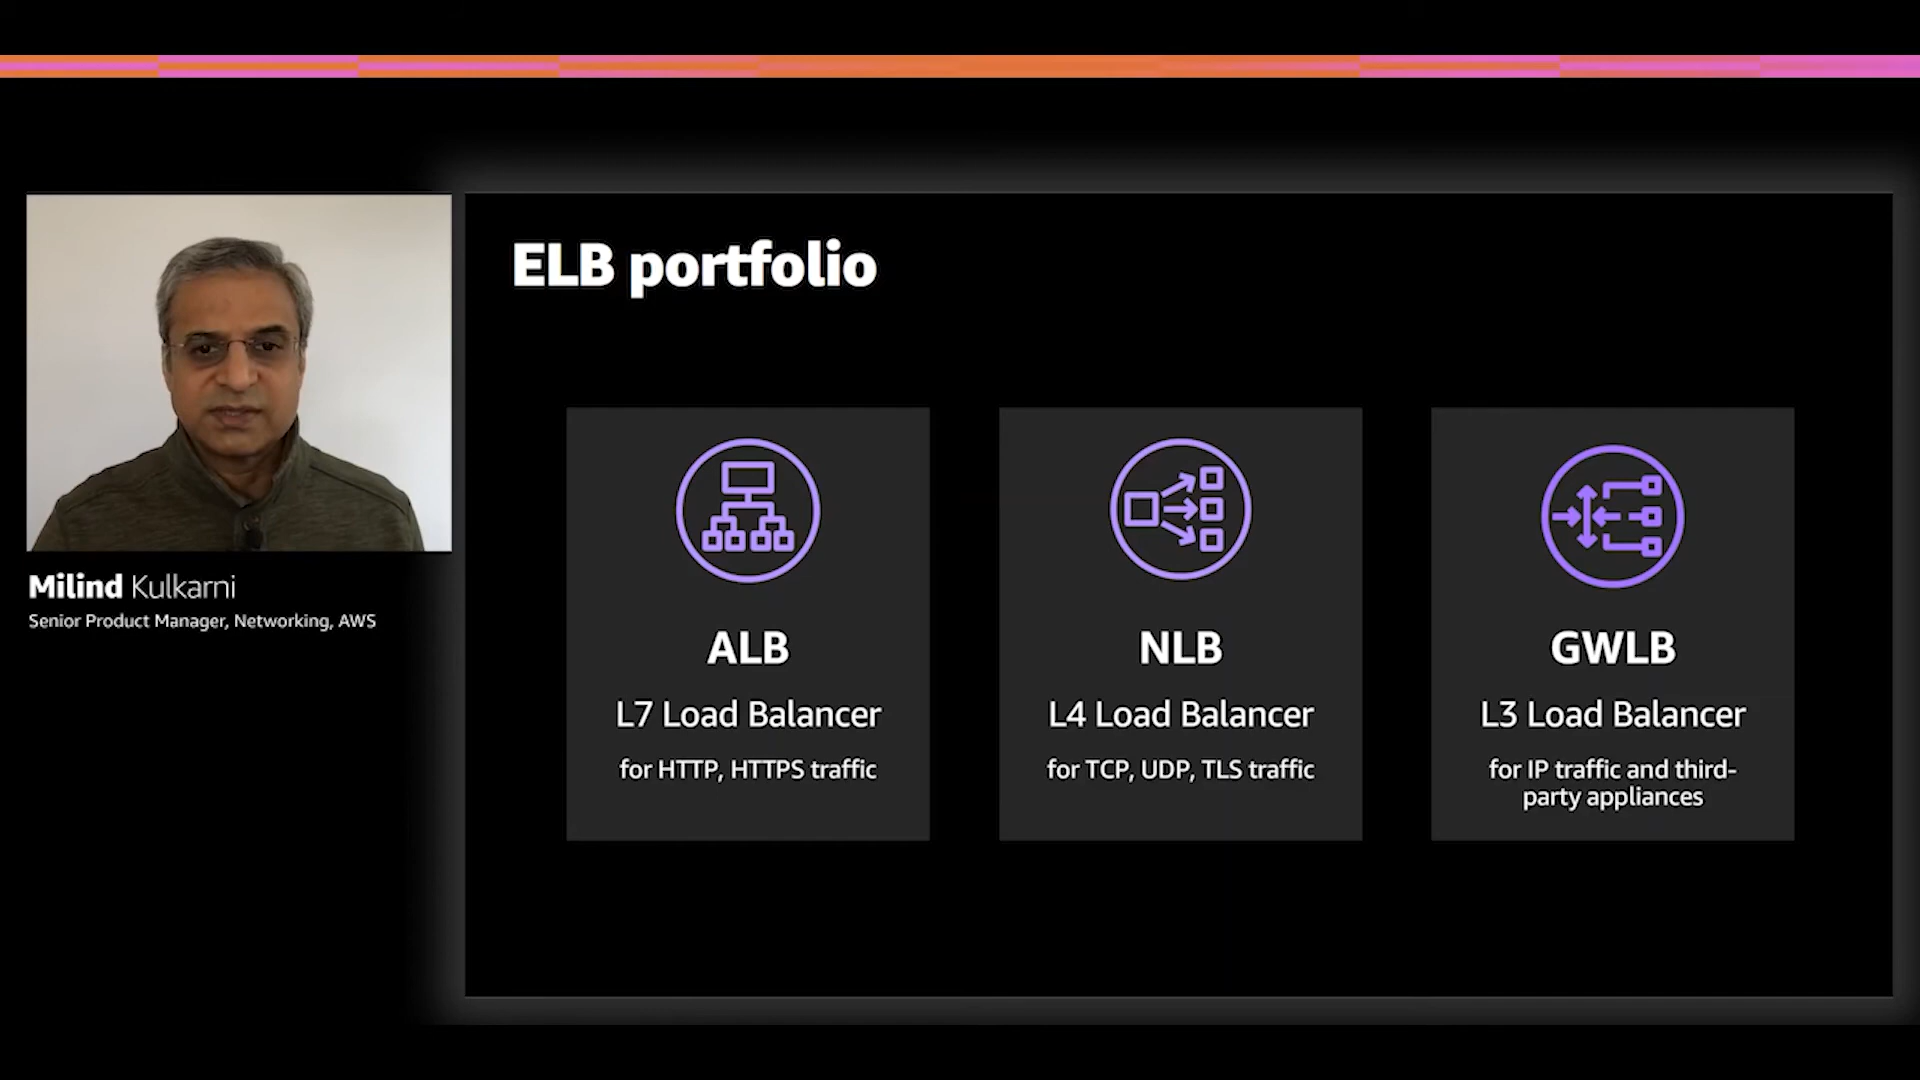 Milind Kulkarni
Senior Product Manager, Networking, AWS
ELB portfolio
ALB
L7 Load Balancer
for HTTP, HTTPS traffic
NLB
L4 Load Balancer
for TCP, UDP, TLS traffic
GWLB
L3 Load Balancer
for IP traffic and third-
party appliances